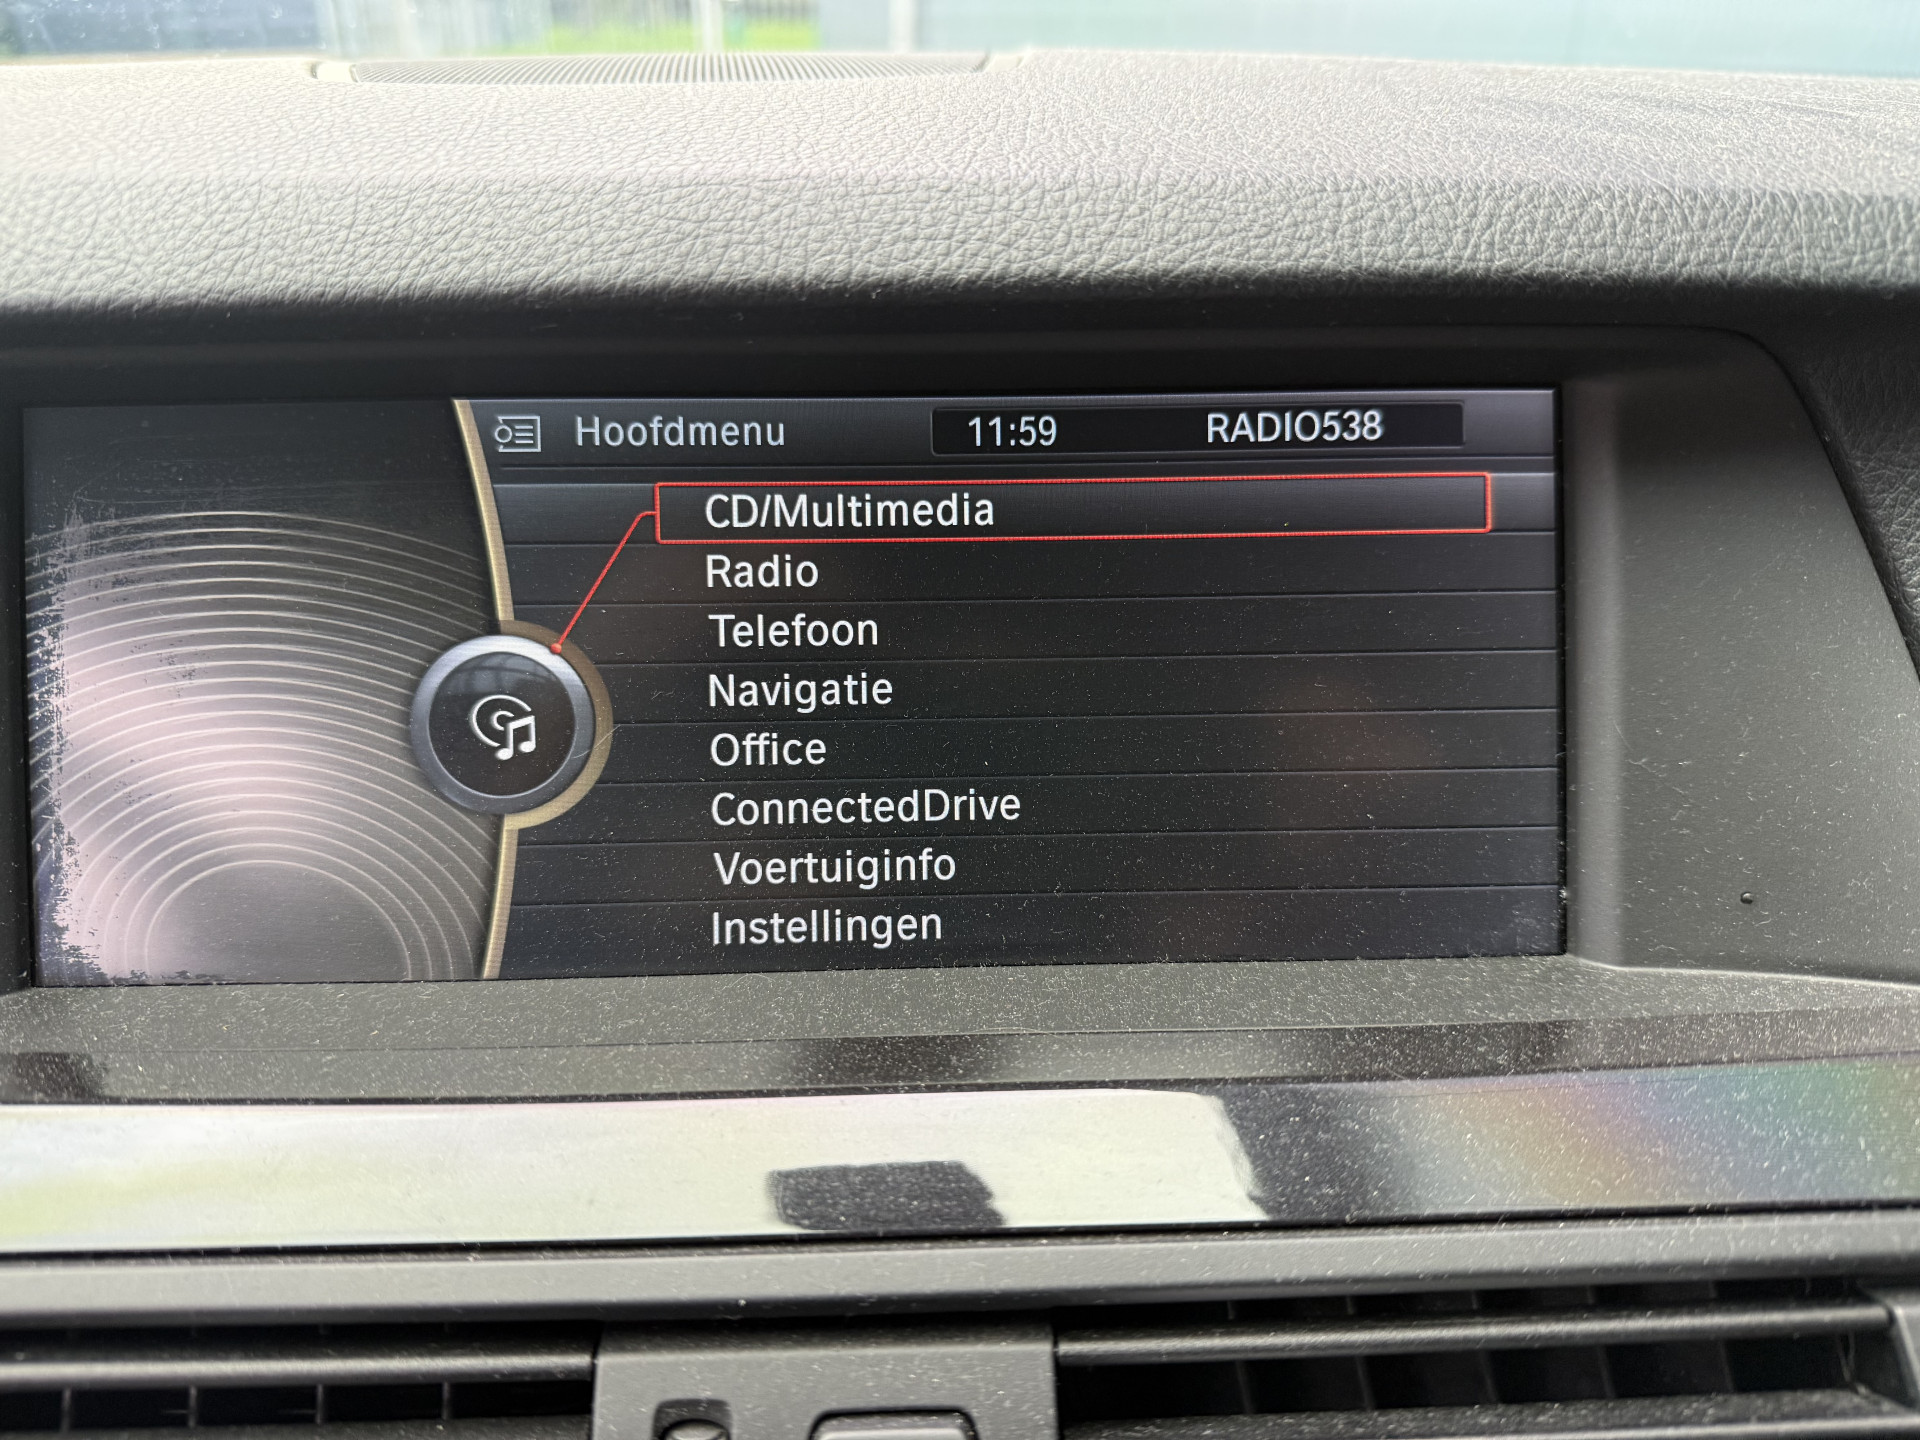 Hoofdmenu 11:59 RADIO538
CD/Multimedia
Radio
Telefoon
Navigatie
Office
ConnectedDrive
Voertuiginfo
Instellingen